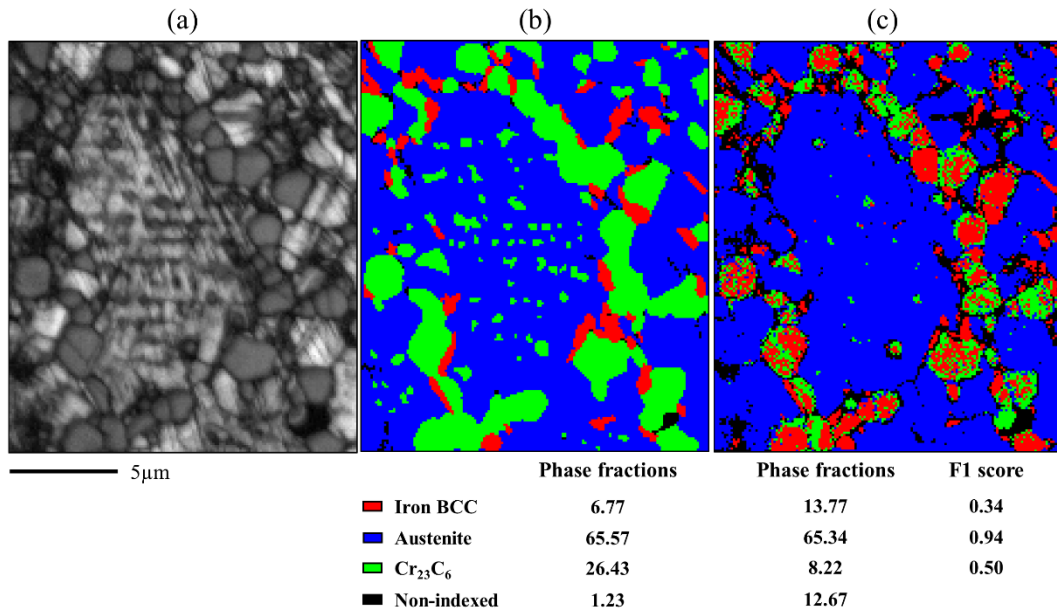 (a) (b) (c)
5μm
Phase fractions Phase fractions F1 score
Iron BCC 6.77 13.77 0.34
Austenite 65.57 65.34 0.94
Cr₂₃C₆ 26.43 8.22 0.50
Non-indexed 1.23 12.67